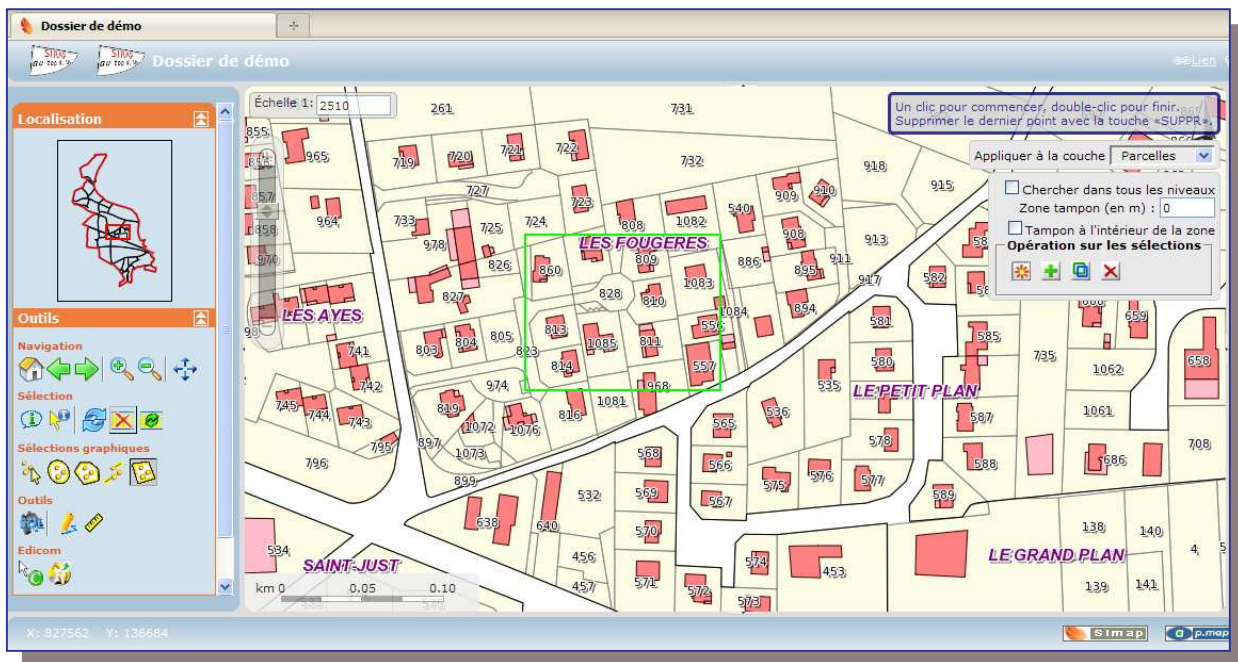 Dossier de démo
Dossier de démo
Lien
Localisation
Outils
Navigation
Sélection
Sélections graphiques
Outils
Edicom
Échelle 1: 2510
Un clic pour commencer, double-clic pour finir.
Supprimer le dernier point avec la touche «SUPPR».
Appliquer à la couche Parcelles
Chercher dans tous les niveaux
Zone tampon (en m) : 0
Tampon à l'intérieur de la zone
Opération sur les sélections
261 731
855 965 719 720 721 722 732 918
857 727 723 909 910 915
964 733 725 724 808 1082 540
858 978 LES FOUGERES 908 913
970 826 860 809 886 895 911
828 1083 917 582
827 810 1084 894
LES AYES 813 556 581 659
741 803 804 805 823 1085 811 585
814 557 580 735 1062 658
742 974 968 535 LE PETIT PLAN
745 744 743 819 816 1081 536 587 1061
1072 1076 565
795 897 1073 568 578 708
796 566 588 686
899 575 576 577
532 569 567 589
638 640 570 138 140
534 SAINT-JUST 456 574 453 LE GRAND PLAN
457 571 572 139 141
573
km 0 0.05 0.10
X: 827562 Y: 136684
simap
p.map